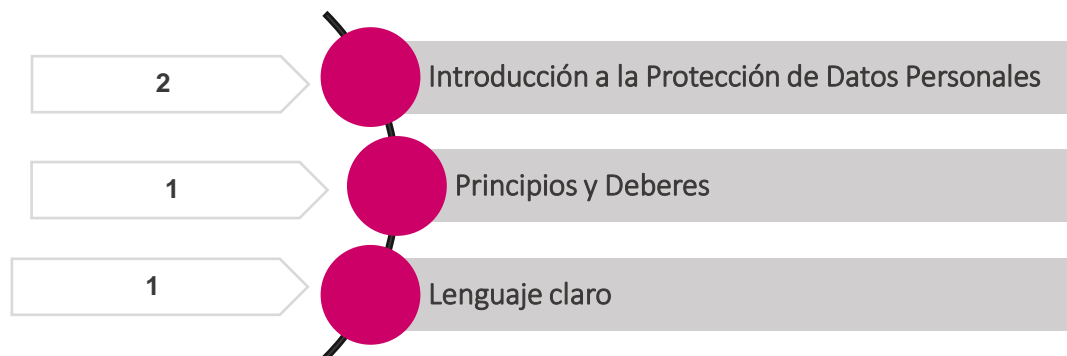 2
Introducción a la Protección de Datos Personales
1
Principios y Deberes
1
Lenguaje claro